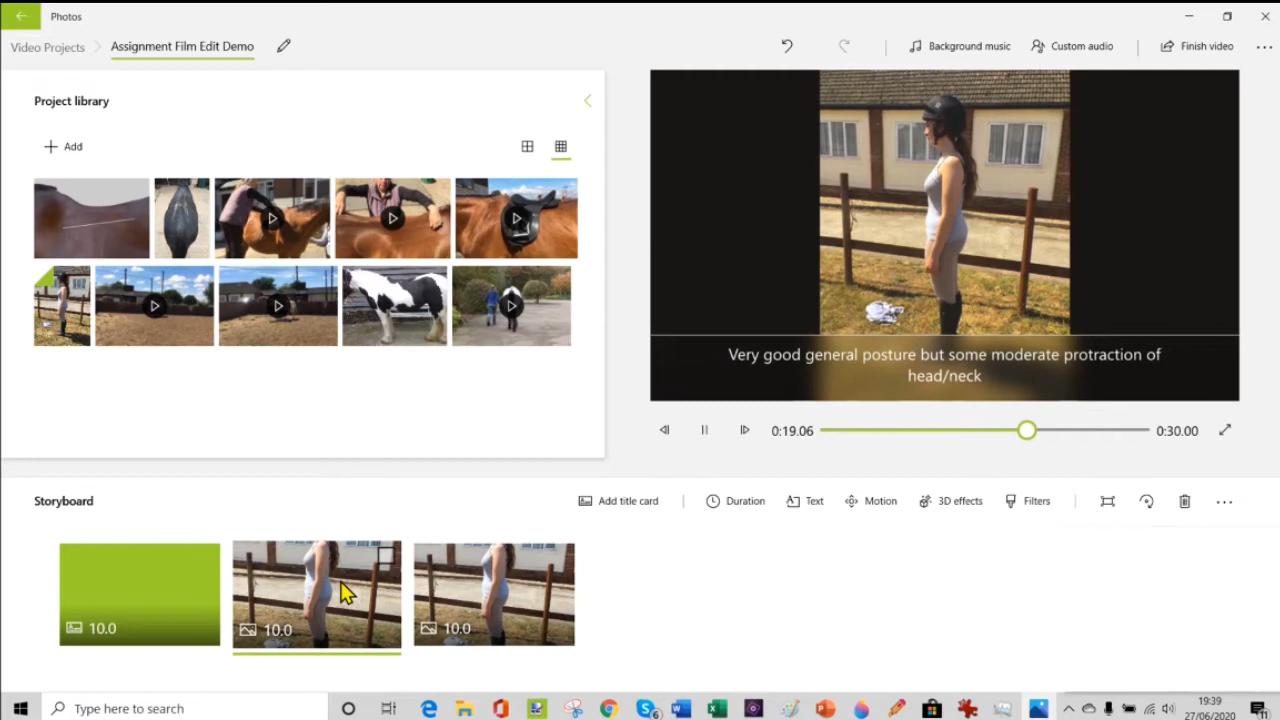 Photos
Video Projects
Assignment Film Edit Demo
Background music
Custom audio
Finish video
Project library
Add
Very good general posture but some moderate protraction of
head/neck
0:19.06
0:30.00
Storyboard
Add title card
Duration
Text
Motion
3D effects
Filters
10.0
10.0
10.0
Type here to search
6
19:39
27/06/2020
11